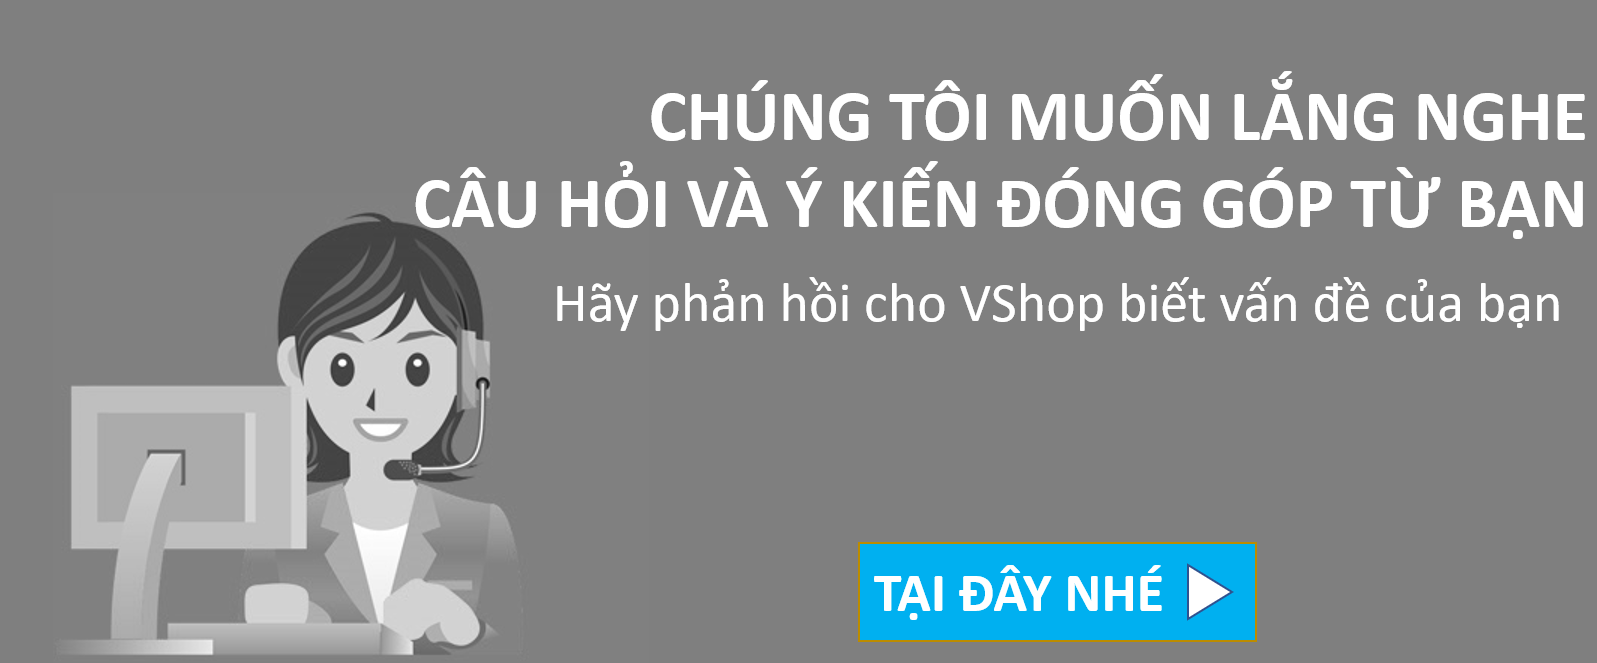 CHÚNG TÔI MUỐN LẮNG NGHE
CÂU HỎI VÀ Ý KIẾN ĐÓNG GÓP TỪ BẠN
Hãy phản hồi cho VShop biết vấn đề của bạn
TẠI ĐÂY NHÉ